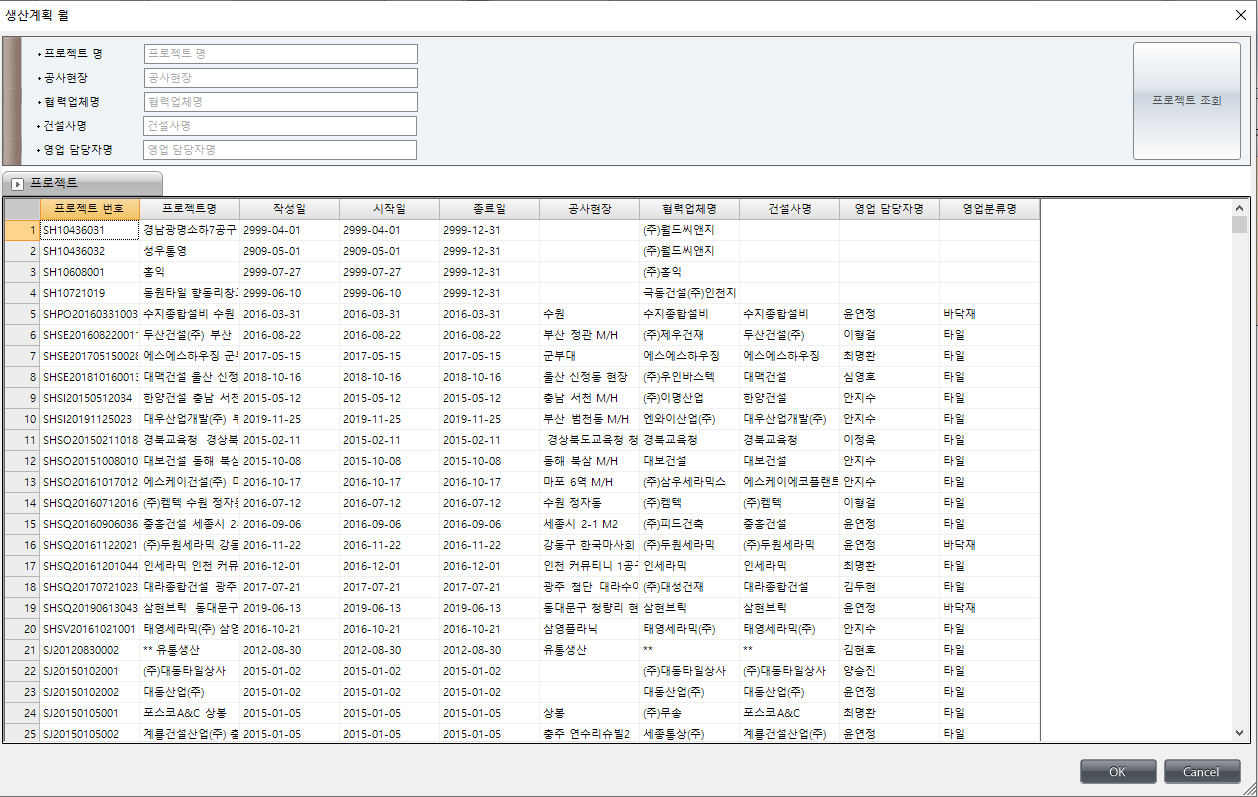 생산계획 월
프로젝트 명 프로젝트 명
공사현장 공사현장
협력업체명 협력업체명
건설사명 건설사명
영업 담당자명 영업 담당자명
프로젝트 조회
프로젝트
프로젝트 번호 프로젝트명 작성일 시작일 종료일 공사현장 협력업체명 건설사명 영업 담당자명 영업분류명
1 SH10436031 경남광명소하7공구 2999-04-01 2999-04-01 2999-12-31 (주)월드씨앤지
2 SH10436032 성우통영 2909-05-01 2909-05-01 2999-12-31 (주)월드씨앤지
3 SH10608001 홍익 2999-07-27 2999-07-27 2999-12-31 (주)홍익
4 SH10721019 동원타일 향동리창고 2999-06-10 2999-06-10 2999-12-31 극동건설(주)인천지
5 SHPO20160331003 수지종합설비 수원 2016-03-31 2016-03-31 2016-03-31 수원 수지종합설비 수지종합설비 윤연정 바닥재
6 SHSE20160822001 두산건설(주) 부산 2016-08-22 2016-08-22 2016-08-22 부산 정관 M/H (주)제우건재 두산건설(주) 이형걸 타일
7 SHSE20170515002 에스에스하우징 군부 2017-05-15 2017-05-15 2017-05-15 군부대 에스에스하우징 에스에스하우징 최명환 타일
8 SHSE20181016001 대맥건설 울산 신정 2018-10-16 2018-10-16 2018-10-16 울산 신정동 현장 (주)우인바스텍 대맥건설 심영호 타일
9 SHSI20150512034 한양건설 충남 서천 2015-05-12 2015-05-12 2015-05-12 충남 서천 M/H (주)이명산업 한양건설 안지수 타일
10 SHSI20191125023 대우산업개발(주) 2019-11-25 2019-11-25 2019-11-25 부산 범천동 M/H 엔와이산업(주) 대우산업개발(주) 안지수 타일
11 SHSO20150211018 경북교육청 경상북 2015-02-11 2015-02-11 2015-02-11 경상북도교육청 청 경북교육청 경북교육청 이정욱 타일
12 SHSO20151008010 대보건설 동해 북삼 2015-10-08 2015-10-08 2015-10-08 동해 북삼 M/H 대보건설 대보건설 안지수 타일
13 SHSO20161017012 에스케이건설(주) 2016-10-17 2016-10-17 2016-10-17 마포 6역 M/H (주)삼우세라믹스 에스케이에코플랜트 안지수 타일
14 SHSQ20160712016 (주)켐텍 수원 정자동 2016-07-12 2016-07-12 2016-07-12 수원 정자동 (주)켐텍 (주)켐텍 이형걸 타일
15 SHSQ20160906036 중흥건설 세종시 2- 2016-09-06 2016-09-06 2016-09-06 세종시 2-1 M2 (주)피드건축 중흥건설 윤연정 타일
16 SHSQ20161122021 (주)두원세라믹 강동 2016-11-22 2016-11-22 2016-11-22 강동구 한국마사회 (주)두원세라믹 (주)두원세라믹 윤연정 바닥재
17 SHSQ20161201044 인세라믹 인천 커뮤 2016-12-01 2016-12-01 2016-12-01 인천 커뮤티니 1공구 인세라믹 인세라믹 최명환 타일
18 SHSQ20170721023 대라종합건설 광주 2017-07-21 2017-07-21 2017-07-21 광주 첨단 대라수 (주)대성건재 대라종합건설 김두현 타일
19 SHSQ20190613043 삼현브릭 동대문구 2019-06-13 2019-06-13 2019-06-13 동대문구 청량리 현 삼현브릭 삼현브릭 윤연정 바닥재
20 SHSV20161021001 태영세라믹(주) 삼영 2016-10-21 2016-10-21 2016-10-21 삼영플라닉 태영세라믹(주) 태영세라믹(주) 안지수 타일
21 SJ20120830002 ** 유통생산 2012-08-30 2012-08-30 2012-08-30 유통생산 ** ** 김현호 타일
22 SJ20150102001 (주)대동타일상사 2015-01-02 2015-01-02 2015-01-02 (주)대동타일상사 (주)대동타일상사 양승진 타일
23 SJ20150102002 대동산업(주) 2015-01-02 2015-01-02 2015-01-02 대동산업(주) 대동산업(주) 윤연정 타일
24 SJ20150105001 포스코A&C 상봉 2015-01-05 2015-01-05 2015-01-05 상봉 (주)무송 포스코A&C 최명환 타일
25 SJ20150105002 계룡건설산업(주) 충 2015-01-05 2015-01-05 2015-01-05 충주 연수리슈빌2 세종통상(주) 계룡건설산업(주) 윤연정 타일
OK Cancel